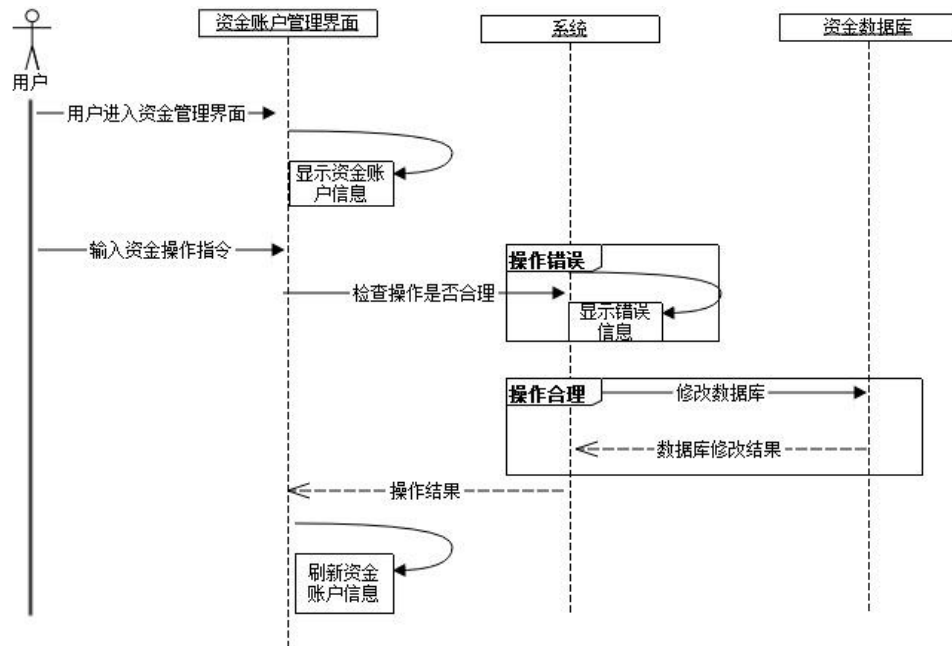 资金账户管理界面
系统
资金数据库
用户
用户进入资金管理界面
显示资金账
户信息
输入资金操作指令
操作错误
检查操作是否合理
显示错误
信息
操作合理
修改数据库
数据库修改结果
操作结果
刷新资金
账户信息